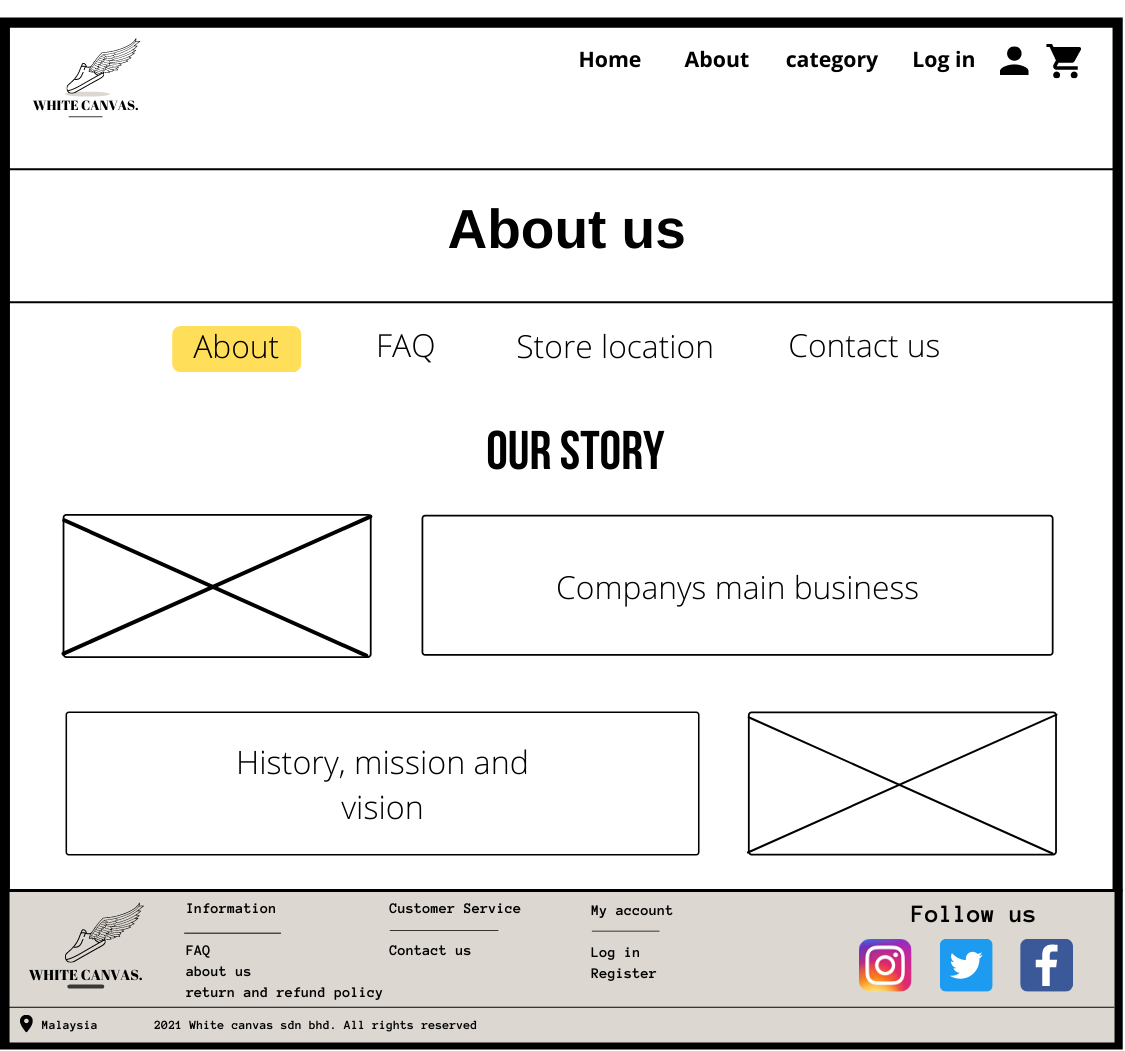 Home About category Log in
WHITE CANVAS.
About us
About FAQ Store location Contact us
OUR STORY
Companys main business
History, mission and
vision
Information
FAQ
about us
return and refund policy
Customer Service
Contact us
My account
Log in
Register
Follow us
WHITE CANVAS.
Malaysia 2021 White canvas sdn bhd. All rights reserved